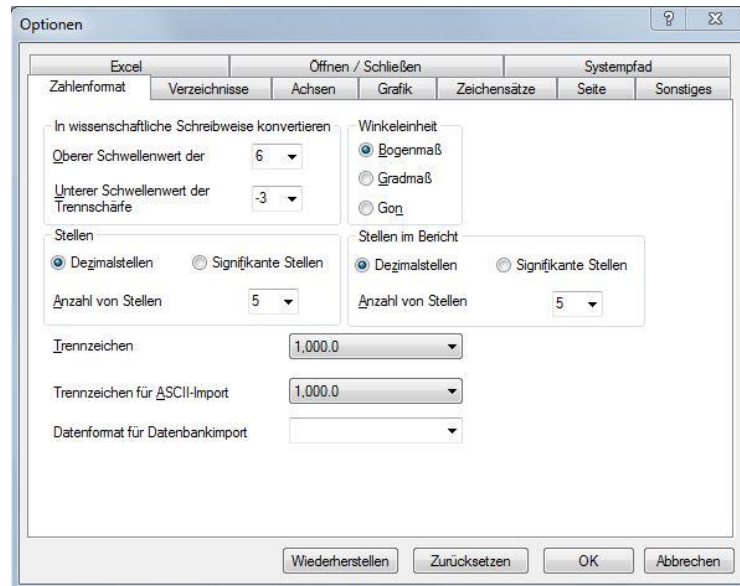 Optionen
Excel
Öffnen / Schließen
Systempfad
Zahlenformat
Verzeichnisse
Achsen
Grafik
Zeichensätze
Seite
Sonstiges
In wissenschaftliche Schreibweise konvertieren
Oberer Schwellenwert der
6
Unterer Schwellenwert der
Trennschärfe
-3
Winkeleinheit
Bogenmaß
Gradmaß
Gon
Stellen
Dezimalstellen
Signifikante Stellen
Anzahl von Stellen
5
Stellen im Bericht
Dezimalstellen
Signifikante Stellen
Anzahl von Stellen
5
Trennzeichen
1,000.0
Trennzeichen für ASCII-Import
1,000.0
Datenformat für Datenbankimport
Wiederherstellen
Zurücksetzen
OK
Abbrechen